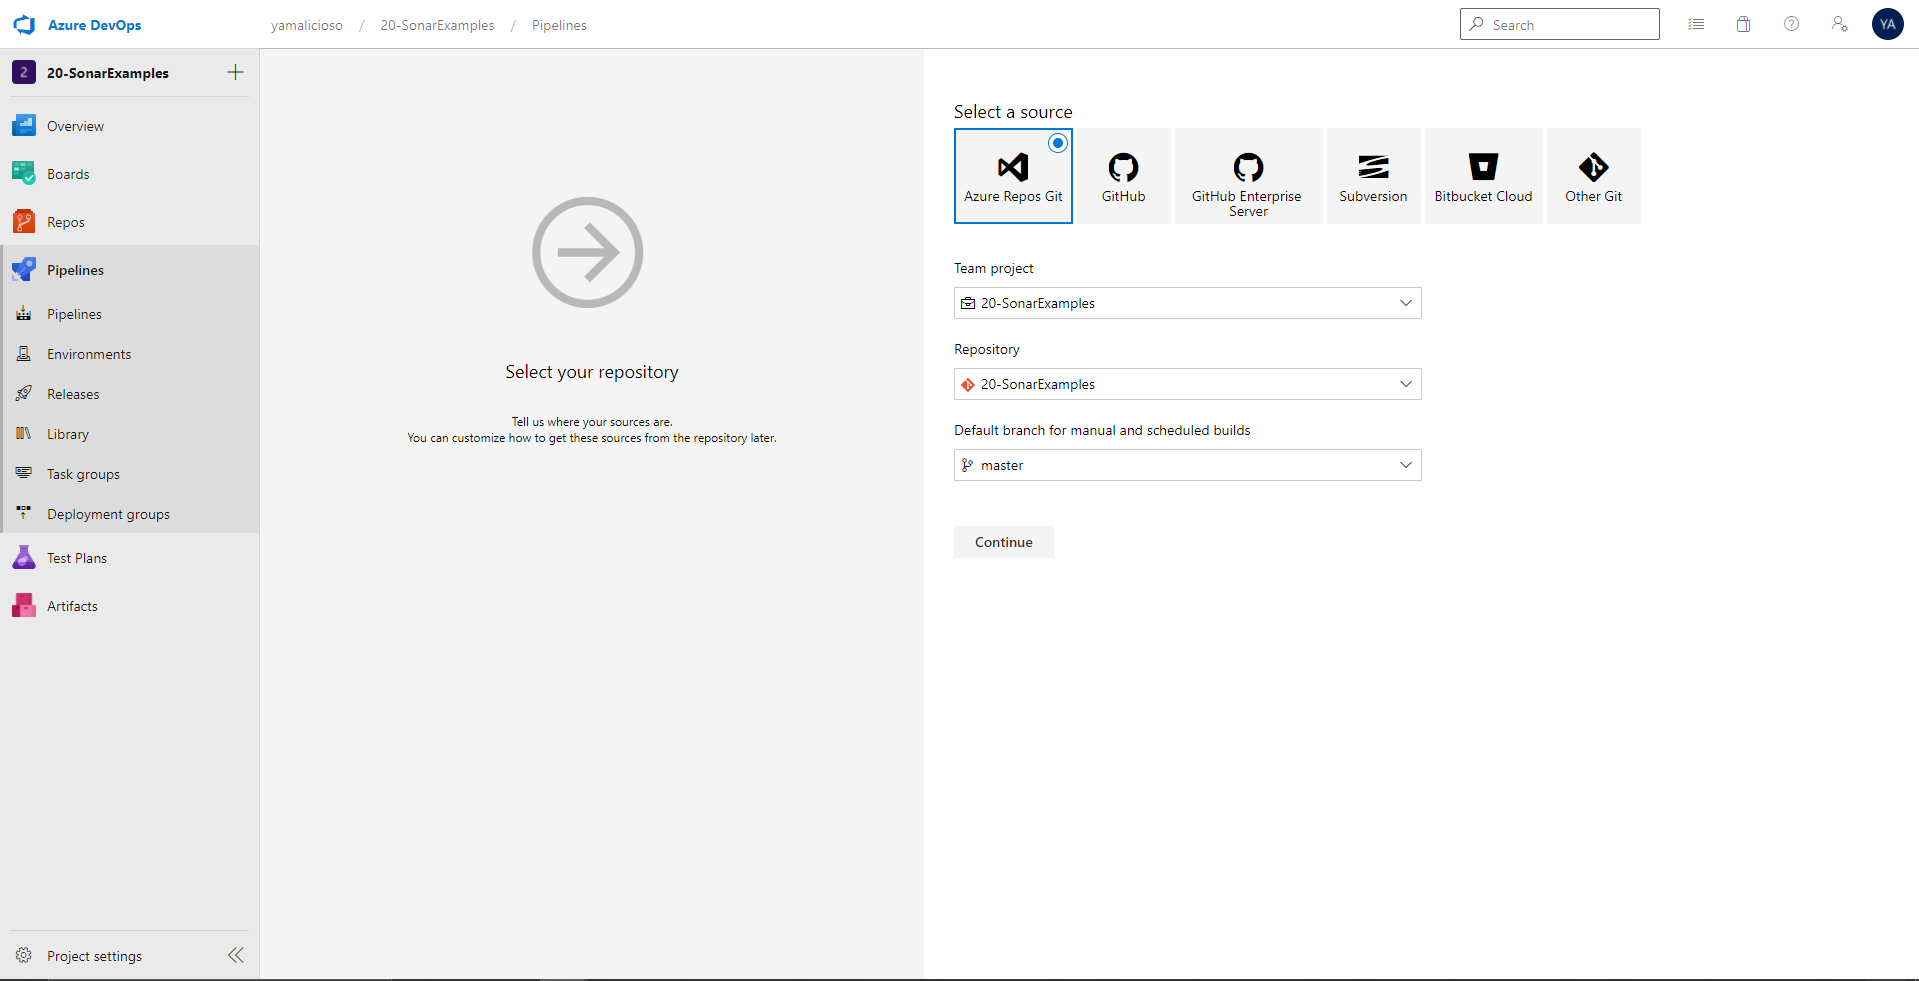 Azure DevOps
yamalicioso / 20-SonarExamples / Pipelines
Search
YA
2 20-SonarExamples
Overview
Boards
Repos
Pipelines
Pipelines
Environments
Releases
Library
Task groups
Deployment groups
Test Plans
Artifacts
Project settings
Select your repository
Tell us where your sources are.
You can customize how to get these sources from the repository later.
Select a source
Azure Repos Git
GitHub
GitHub Enterprise
Server
Subversion
Bitbucket Cloud
Other Git
Team project
20-SonarExamples
Repository
20-SonarExamples
Default branch for manual and scheduled builds
master
Continue